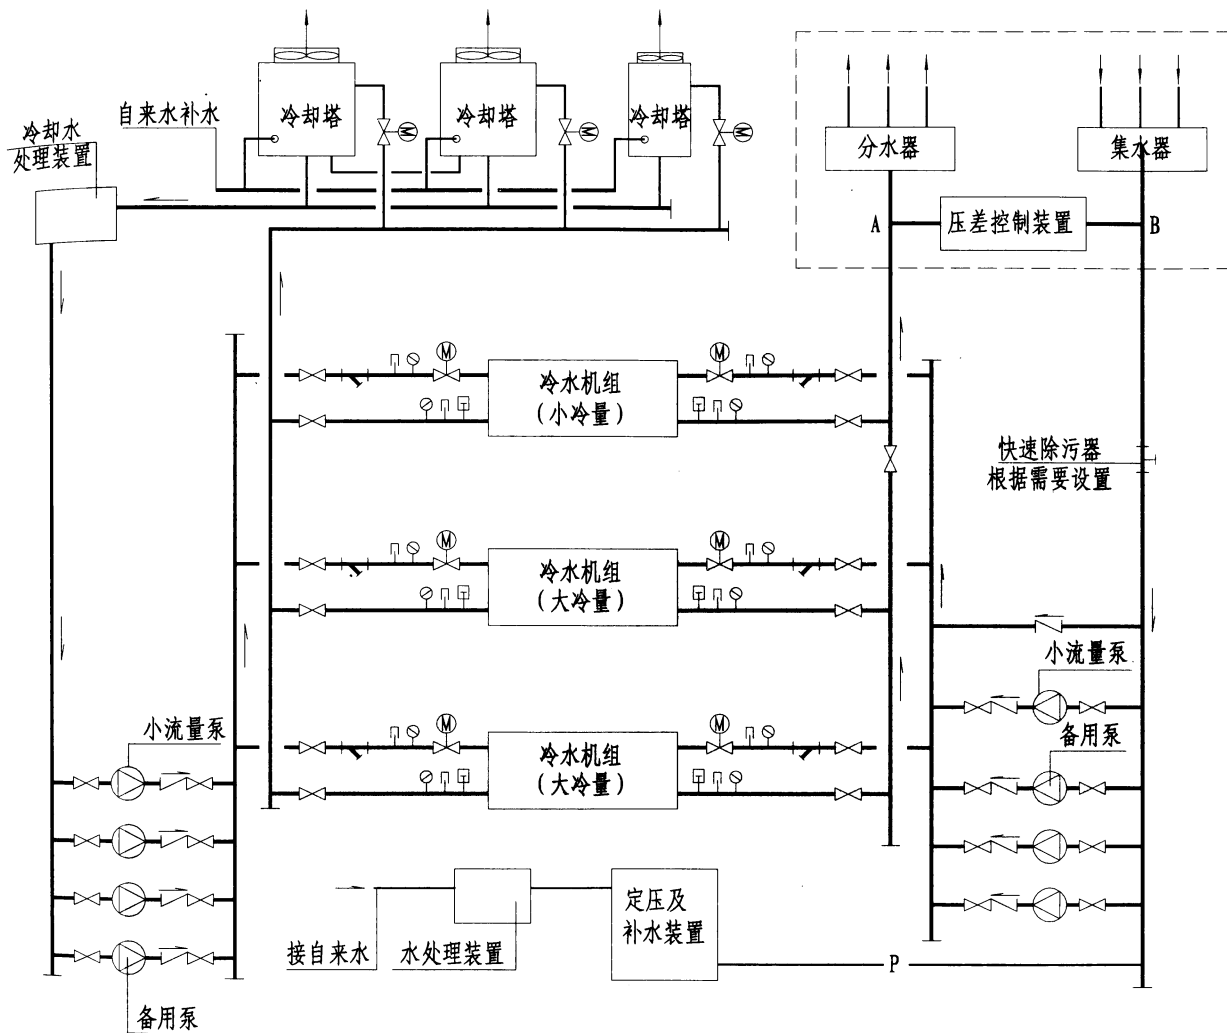 冷却塔
冷却塔
冷却塔
自来水补水
冷却水
处理装置
M
M
M
分水器
集水器
A
压差控制装置
B
M
M
冷水机组
(小冷量)
快速除污器
根据需要设置
M
M
冷水机组
(大冷量)
小流量泵
M
M
冷水机组
(大冷量)
小流量泵
备用泵
定压及
补水装置
接自来水
水处理装置
P
备用泵